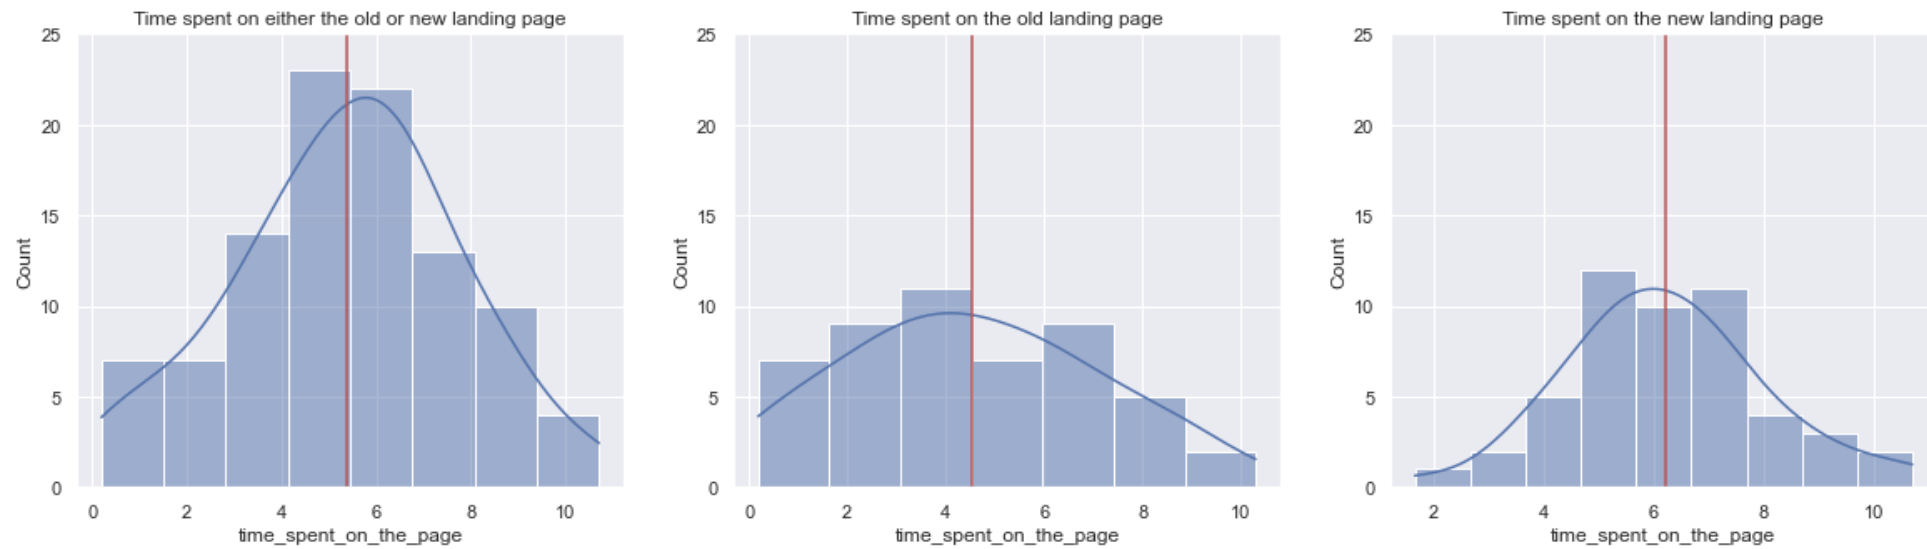 Time spent on either the old or new landing page
25
20
15
10
5
0
Count
0 2 4 6 8 10
time_spent_on_the_page
Time spent on the old landing page
25
20
15
10
5
0
Count
0 2 4 6 8 10
time_spent_on_the_page
Time spent on the new landing page
25
20
15
10
5
0
Count
2 4 6 8 10
time_spent_on_the_page